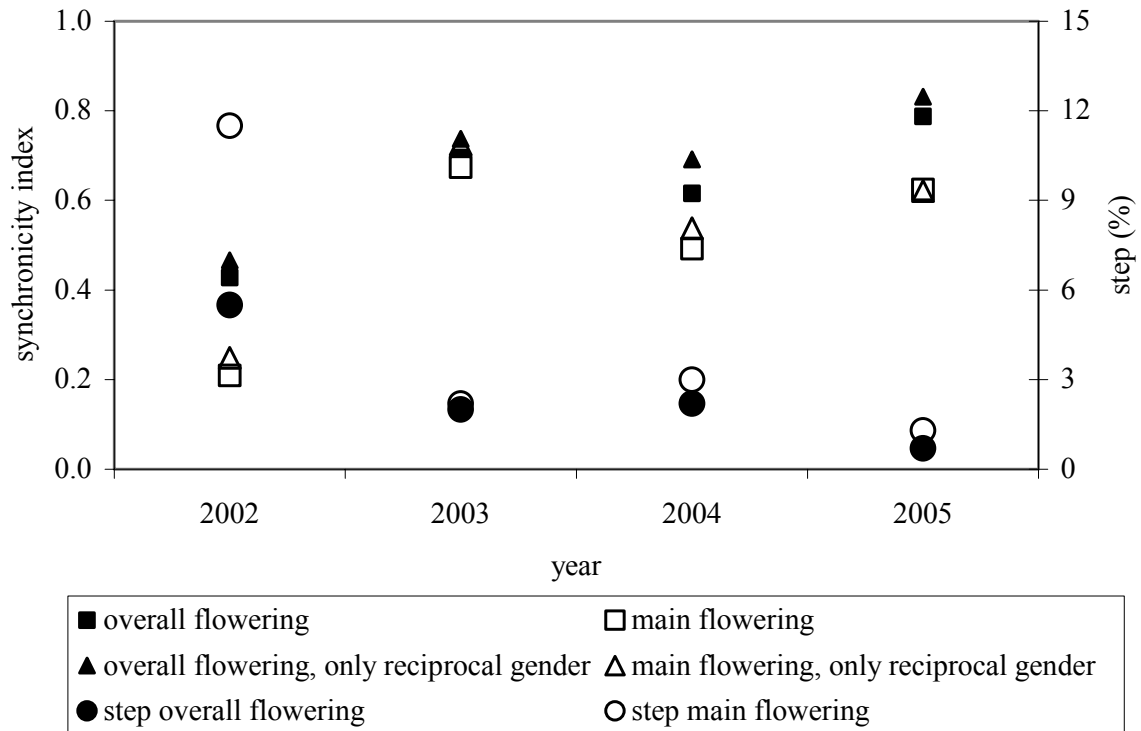 1.0
0.8
0.6
0.4
0.2
0.0
synchronicity index
15
12
9
6
3
0
step (%)
2002 2003 2004 2005
year
overall flowering main flowering
overall flowering, only reciprocal gender main flowering, only reciprocal gender
step overall flowering step main flowering